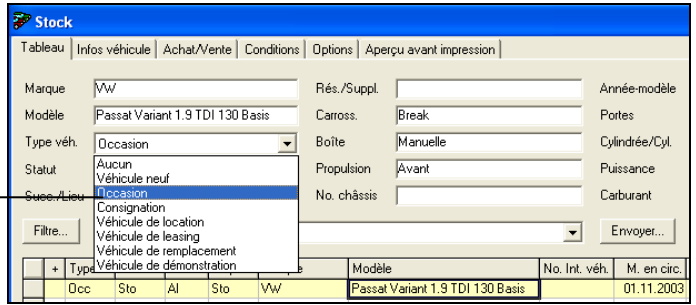 Stock
Tableau Infos véhicule Achat/Vente Conditions Options Aperçu avant impression
Marque VW Rés./Suppl. Année-modèle
Modèle Passat Variant 1.9 TDI 130 Basis Carross. Break Portes
Type véh. Occasion Boîte Manuelle Cylindrée/Cyl.
Statut Aucun Propulsion Avant Puissance
Véhicule neuf
Succ./Lieu Occasion No. châssis Carburant
Consignation
Véhicule de location
Filtre... Véhicule de leasing Envoyer...
Véhicule de remplacement
Véhicule de démonstration
+ Type Modèle No. Int. véh. M. en circ.
Occ Sto Al Sto VW Passat Variant 1.9 TDI 130 Basis 01.11.2003